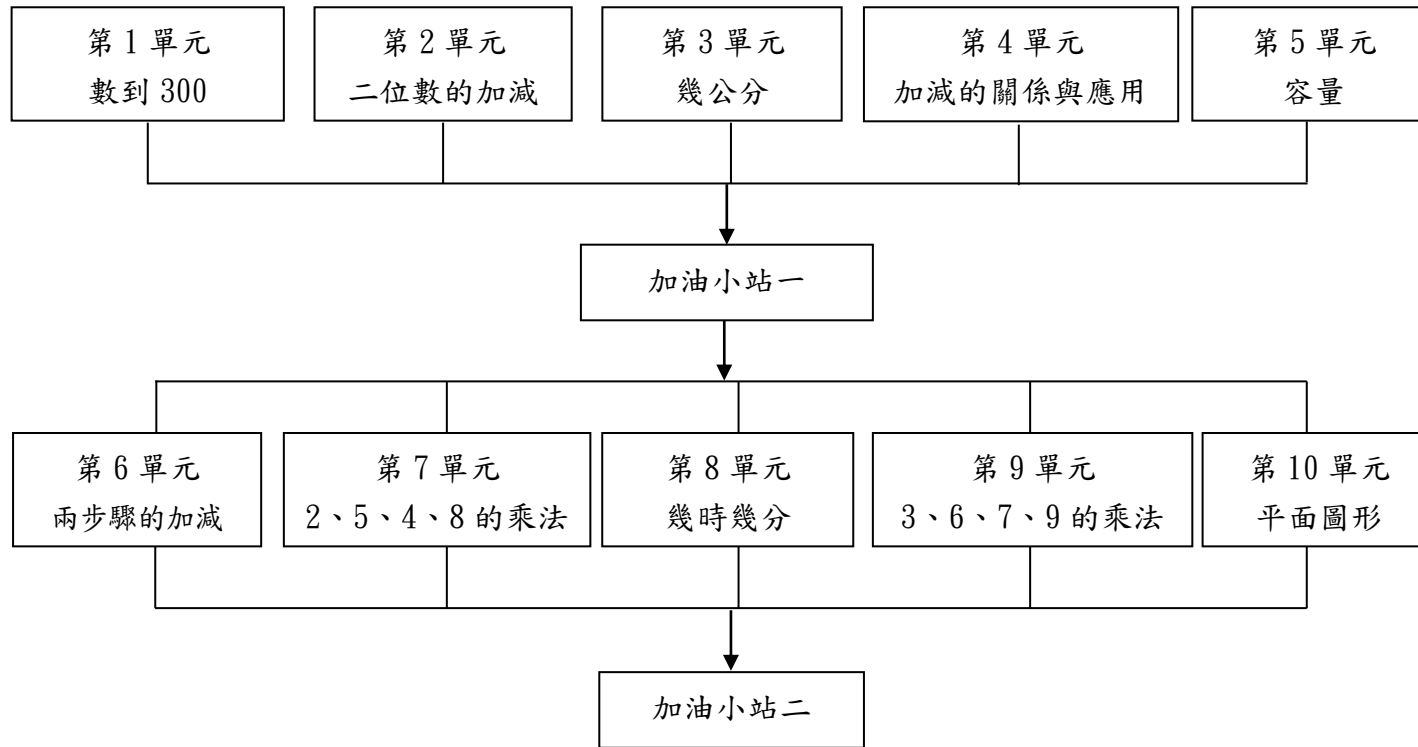 第 1 單元
數到 300
第 2 單元
二位數的加減
第 3 單元
幾公分
第 4 單元
加減的關係與應用
第 5 單元
容量
加油小站一
第 6 單元
兩步驟的加減
第 7 單元
2、5、4、8 的乘法
第 8 單元
幾時幾分
第 9 單元
3、6、7、9 的乘法
第 10 單元
平面圖形
加油小站二